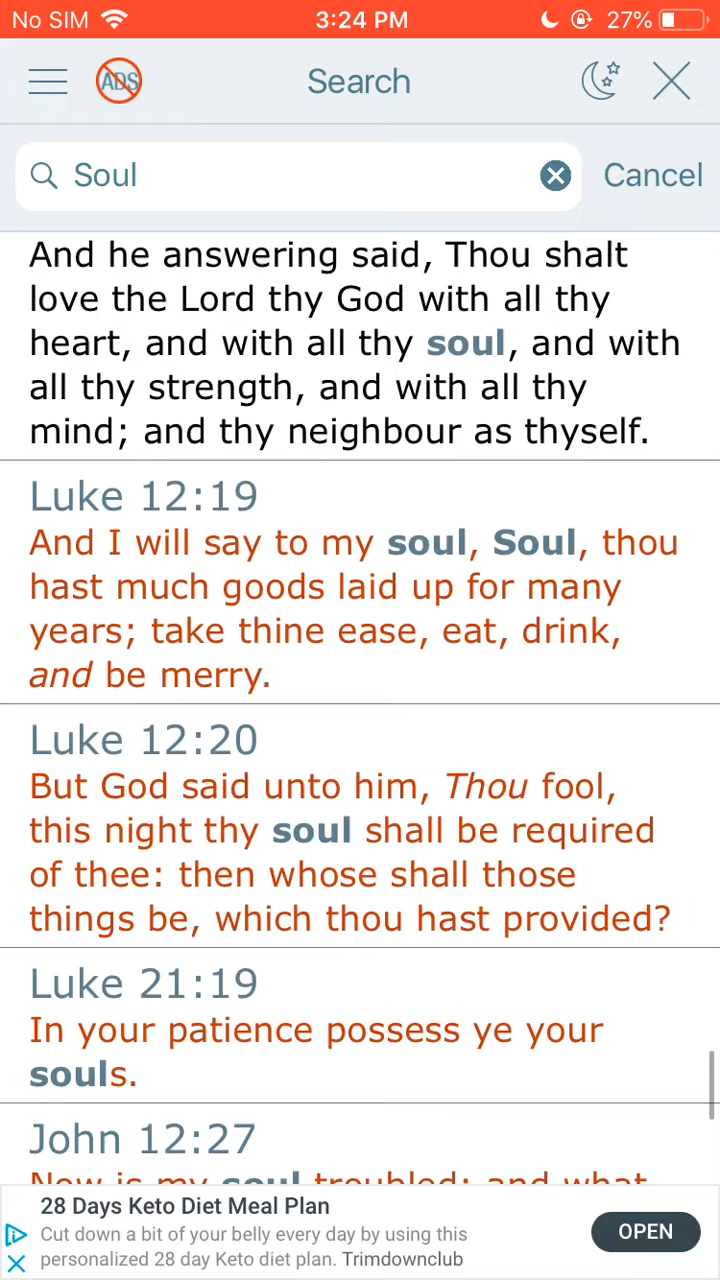 No SIM 3:24 PM 27%
ADS Search
Soul Cancel
And he answering said, Thou shalt
love the Lord thy God with all thy
heart, and with all thy soul, and with
all thy strength, and with all thy
mind; and thy neighbour as thyself.
Luke 12:19
And I will say to my soul, Soul, thou
hast much goods laid up for many
years; take thine ease, eat, drink,
and be merry.
Luke 12:20
But God said unto him, Thou fool,
this night thy soul shall be required
of thee: then whose shall those
things be, which thou hast provided?
Luke 21:19
In your patience possess ye your
souls.
John 12:27
Now is my soul troubled; and what
28 Days Keto Diet Meal Plan
Cut down a bit of your belly every day by using this
personalized 28 day Keto diet plan. Trimdownclub
OPEN